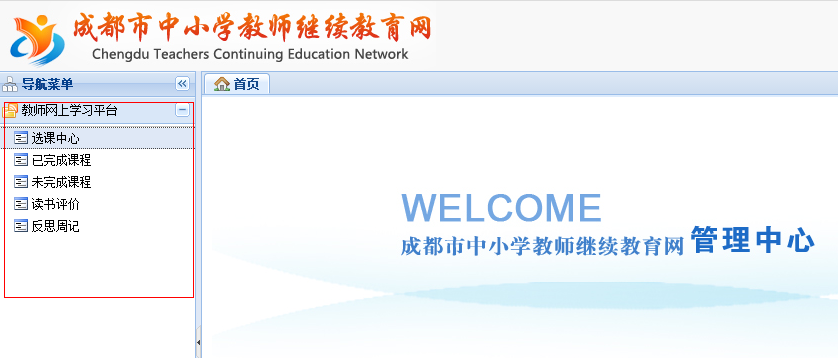 成都市中小学教师继续教育网
Chengdu Teachers Continuing Education Network
导航菜单
首页
教师网上学习平台
选课中心
已完成课程
未完成课程
读书评价
反思周记
WELCOME
成都市中小学教师继续教育网 管理中心